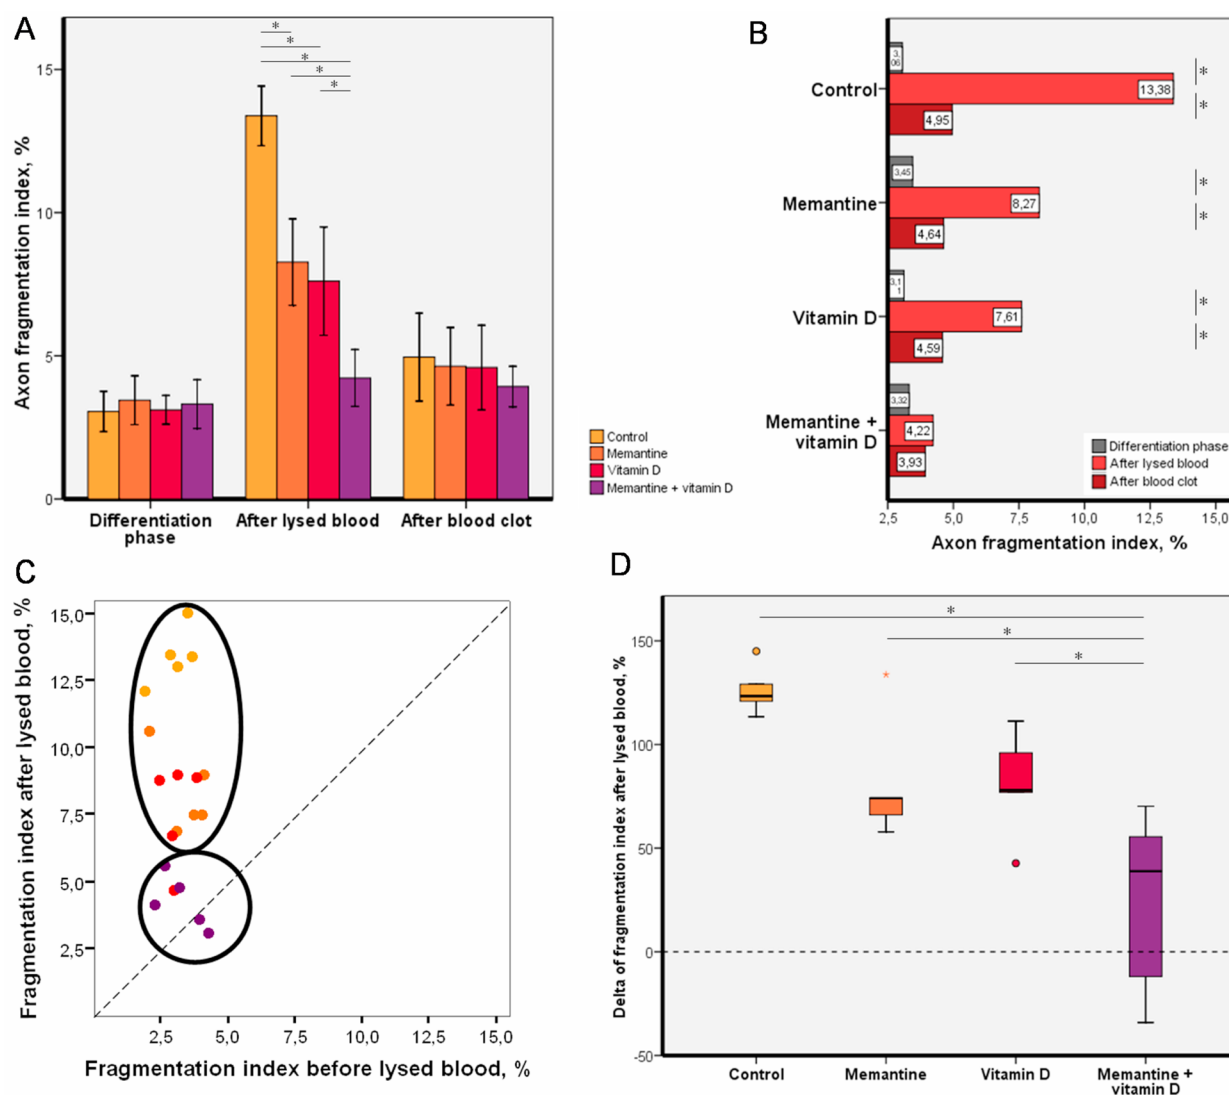 A
Axon fragmentation index, %
15
10
5
0
*
*
*
*
*
Differentiation
phase
After lysed blood
After blood clot
Control
Memantine
Vitamin D
Memantine + vitamin D
B
Control
3,
06
13,38
4,95
*
*
Memantine
3,45
8,27
4,64
*
*
Vitamin D
3,1
1
7,61
4,59
*
*
Memantine +
vitamin D
3,32
4,22
3,93
Differentiation phase
After lysed blood
After blood clot
2,5
5,0
7,5
10,0
12,5
15,0
Axon fragmentation index, %
C
Fragmentation index after lysed blood, %
15,0
12,5
10,0
7,5
5,0
2,5
2,5
5,0
7,5
10,0
12,5
15,0
Fragmentation index before lysed blood, %
D
Delta of fragmentation index after lysed blood, %
150
100
50
0
-50
*
*
*
*
Control
Memantine
Vitamin D
Memantine +
vitamin D